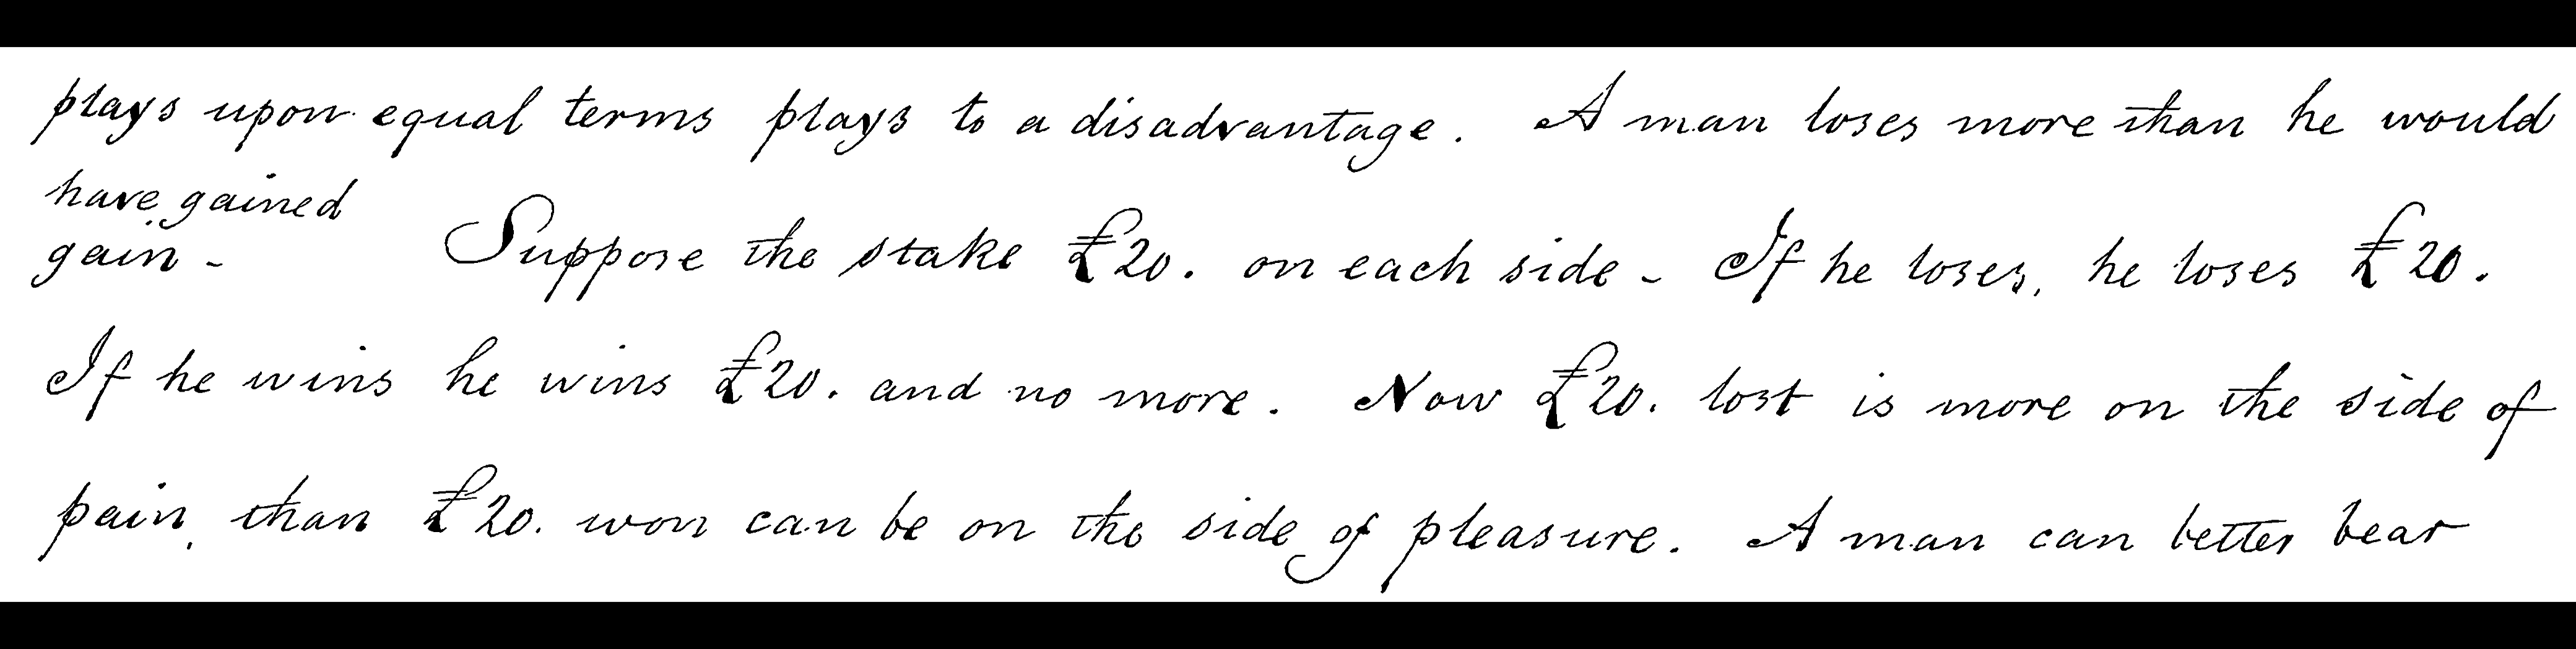 plays upon equal terms plays to a disadvantage. A man loses more than he would
have gained
gain - Suppose the stake £20. on each side - If he loses, he loses £20.
If he wins he wins £20. and no more. Now £20. lost is more on the side of
pain, than £20. won can be on the side of pleasure. A man can better bear